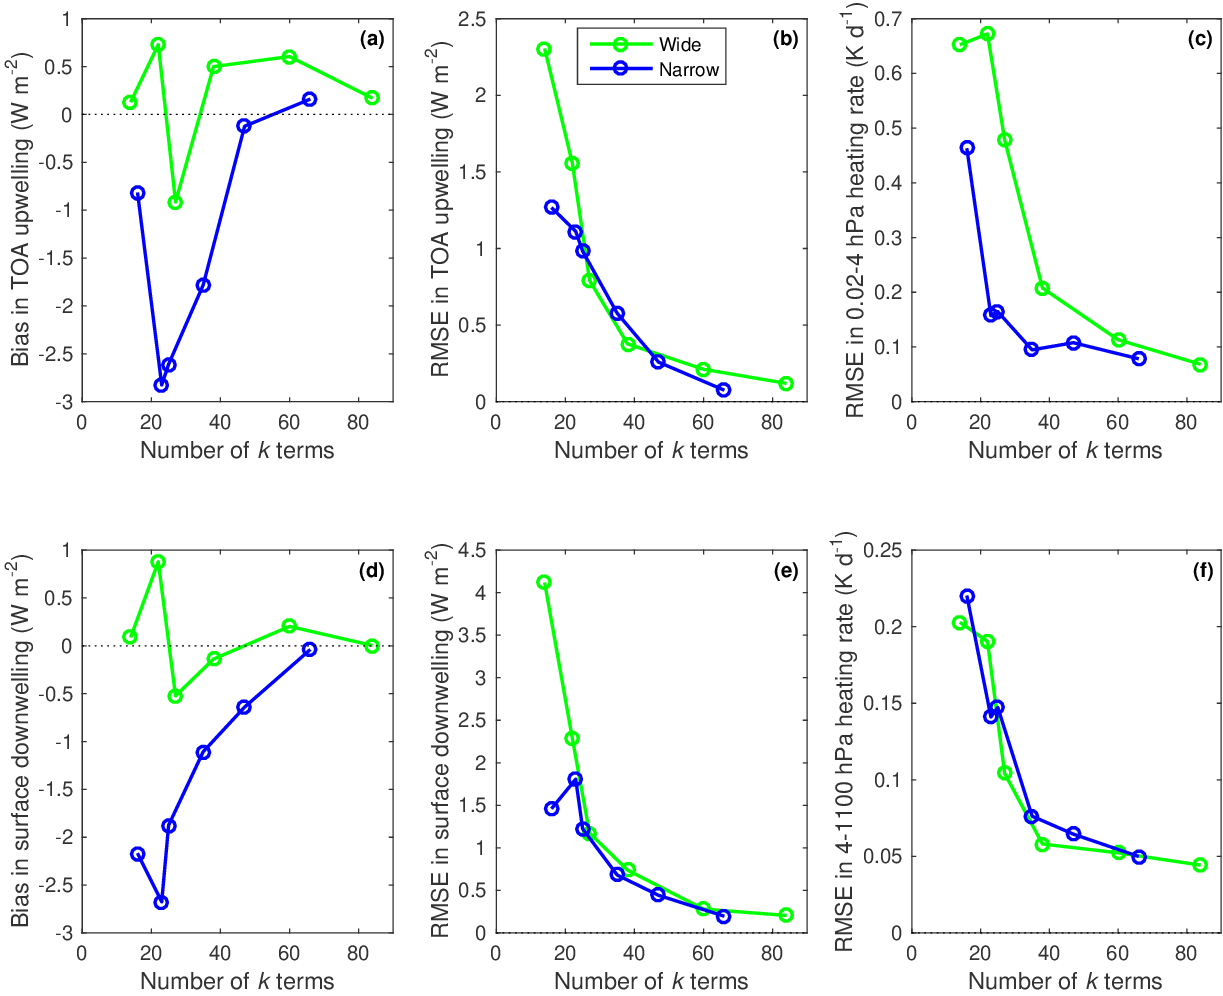 (a)
Bias in TOA upwelling (W m-2)
1
0.5
0
-0.5
-1
-1.5
-2
-2.5
-3
0 20 40 60 80
Number of k terms
(b)
Wide
Narrow
RMSE in TOA upwelling (W m-2)
2.5
2
1.5
1
0.5
0
0 20 40 60 80
Number of k terms
(c)
RMSE in 0.02-4 hPa heating rate (K d-1)
0.7
0.6
0.5
0.4
0.3
0.2
0.1
0
0 20 40 60 80
Number of k terms
(d)
Bias in surface downwelling (W m-2)
1
0.5
0
-0.5
-1
-1.5
-2
-2.5
-3
0 20 40 60 80
Number of k terms
(e)
RMSE in surface downwelling (W m-2)
4.5
4
3.5
3
2.5
2
1.5
1
0.5
0
0 20 40 60 80
Number of k terms
(f)
RMSE in 4-1100 hPa heating rate (K d-1)
0.25
0.2
0.15
0.1
0.05
0
0 20 40 60 80
Number of k terms